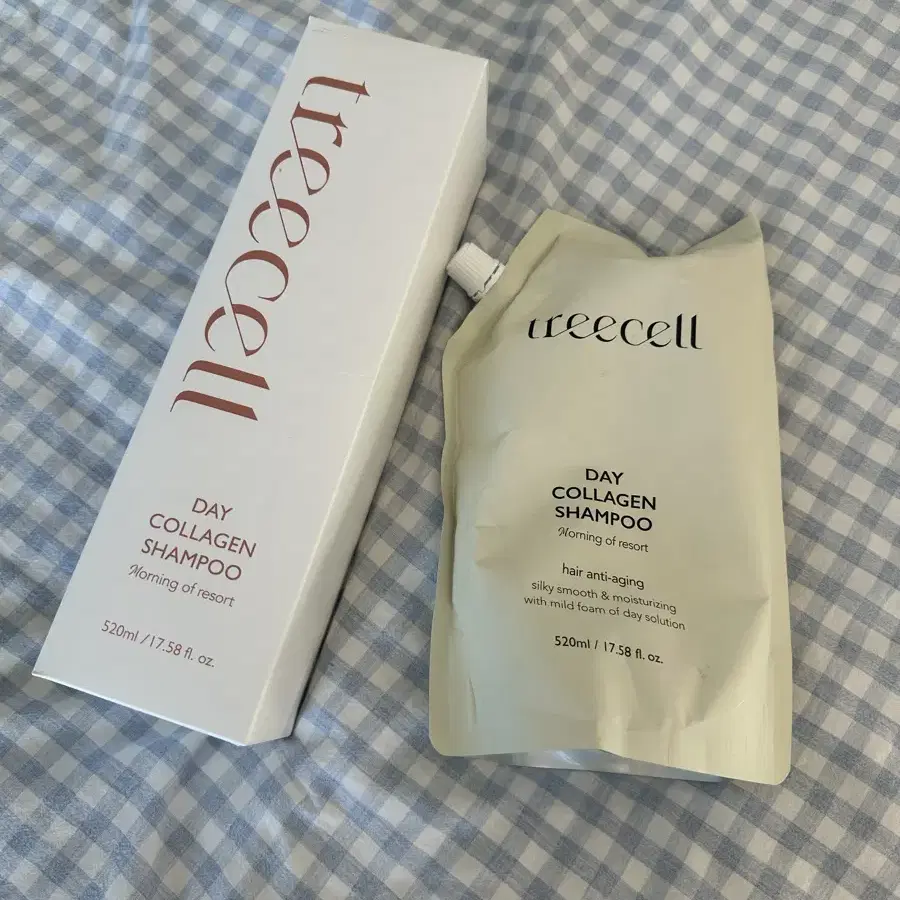 treecell
DAY
COLLAGEN
SHAMPOO
Morning of resort
520ml / 17.58 fl. oz.
treecell
DAY
COLLAGEN
SHAMPOO
Morning of resort
hair anti-aging
silky smooth & moisturizing
with mild foam of day solution
520ml / 17.58 fl. oz.